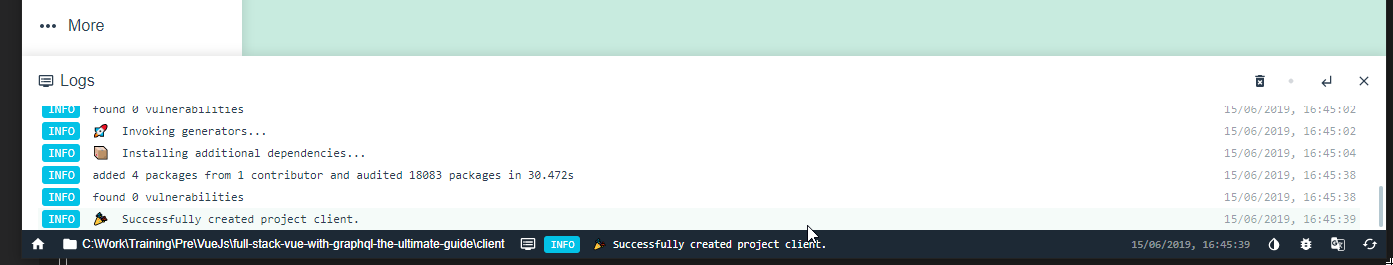 More
Logs
INFO found 0 vulnerabilities 15/06/2019, 16:45:02
INFO Invoking generators... 15/06/2019, 16:45:02
INFO Installing additional dependencies... 15/06/2019, 16:45:04
INFO added 4 packages from 1 contributor and audited 18083 packages in 30.472s 15/06/2019, 16:45:38
INFO found 0 vulnerabilities 15/06/2019, 16:45:38
INFO Successfully created project client. 15/06/2019, 16:45:39
C:\Work\Training\Pre\VueJs\full-stack-vue-with-graphql-the-ultimate-guide\client INFO Successfully created project client. 15/06/2019, 16:45:39